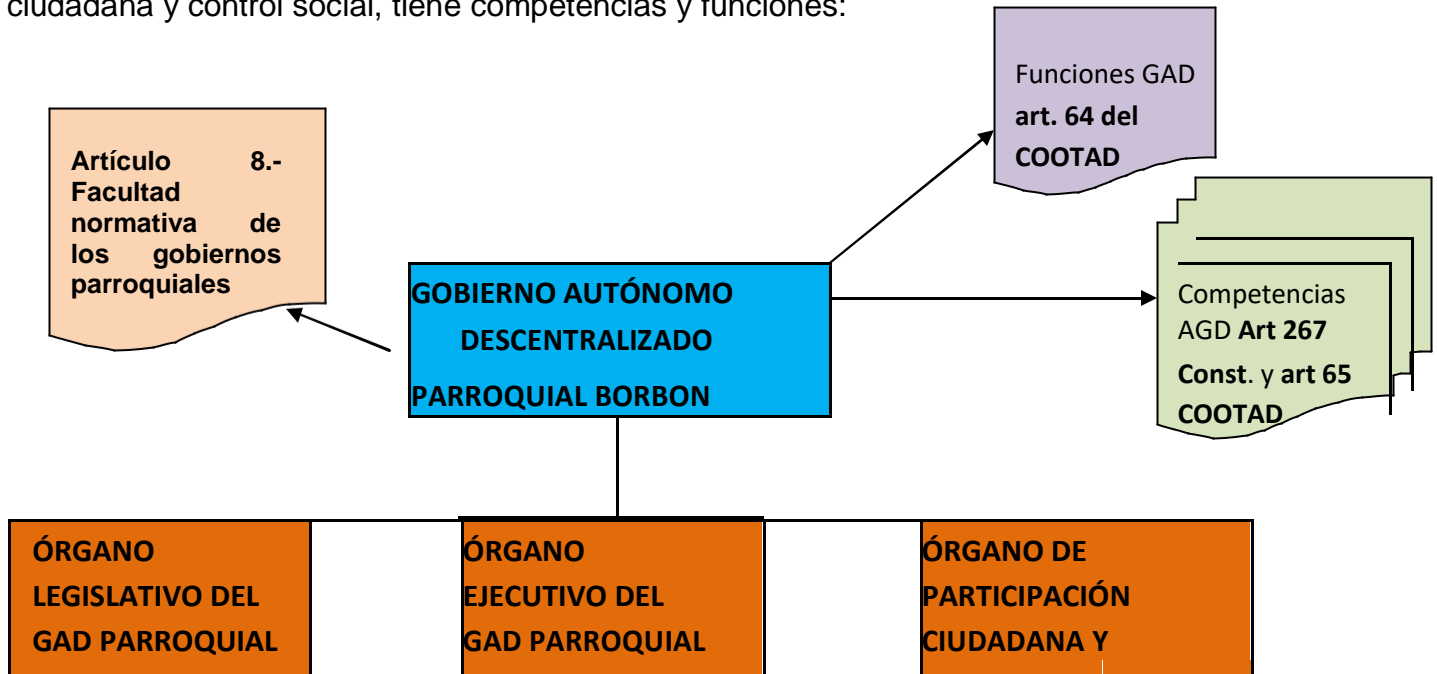 ciudadana y control social, tiene competencias y funciones:
Funciones GAD
art. 64 del
COOTAD
Artículo 8.-
Facultad
normativa de
los gobiernos
parroquiales
GOBIERNO AUTÓNOMO
DESCENTRALIZADO
PARROQUIAL BORBON
Competencias
AGD Art 267
Const. y art 65
COOTAD
ÓRGANO
LEGISLATIVO DEL
GAD PARROQUIAL
ÓRGANO
EJECUTIVO DEL
GAD PARROQUIAL
ÓRGANO DE
PARTICIPACIÓN
CIUDADANA Y